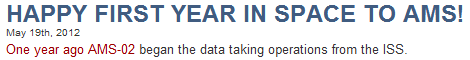 HAPPY FIRST YEAR IN SPACE TO AMS!
May 19th, 2012
One year ago AMS-02 began the data taking operations from the ISS.